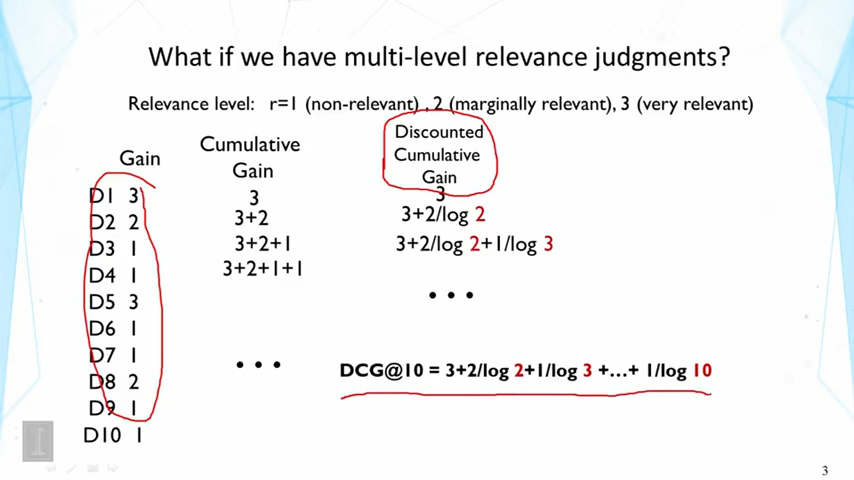 What if we have multi-level relevance judgments?
Relevance level: r=1 (non-relevant) , 2 (marginally relevant), 3 (very relevant)
Gain
Cumulative
Gain
Discounted
Cumulative
Gain
D1 3
3
3
D2 2
3+2
3+2/log 2
D3 1
3+2+1
3+2/log 2+1/log 3
D4 1
3+2+1+1
D5 3
• • •
D6 1
D7 1
• • •
DCG@10 = 3+2/log 2+1/log 3 +...+ 1/log 10
D8 2
D9 1
D10 1
I
3